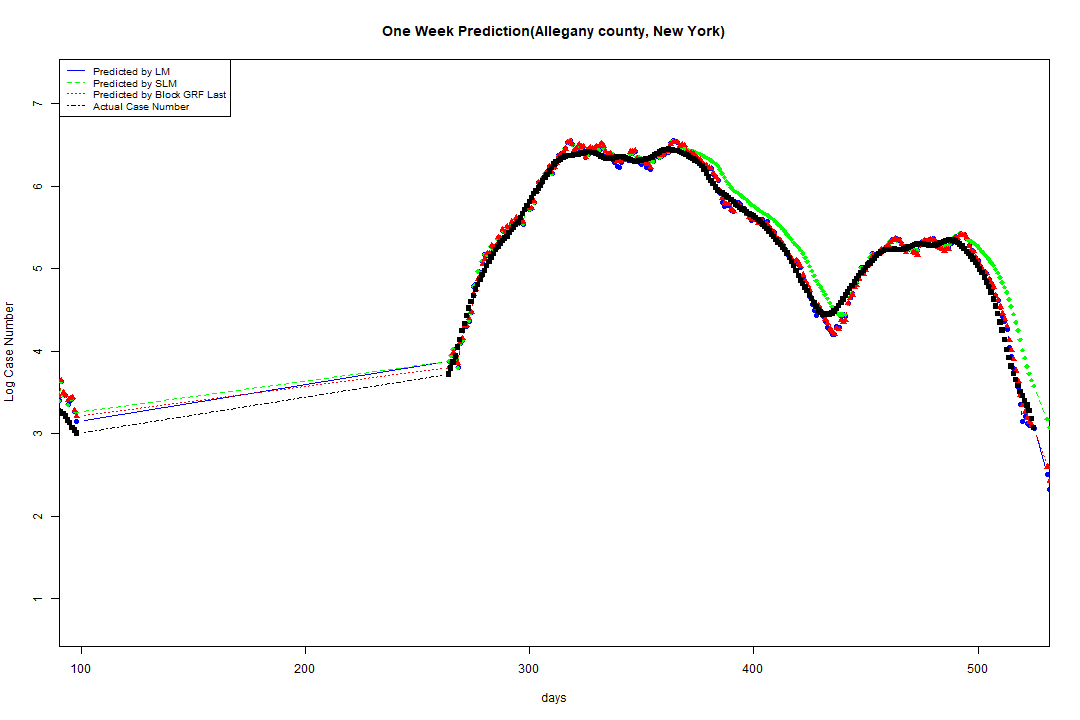 One Week Prediction(Allegany county, New York)
Predicted by LM
Predicted by SLM
Predicted by Block GRF Last
Actual Case Number
Log Case Number
7
6
5
4
3
2
1
100 200 300 400 500
days